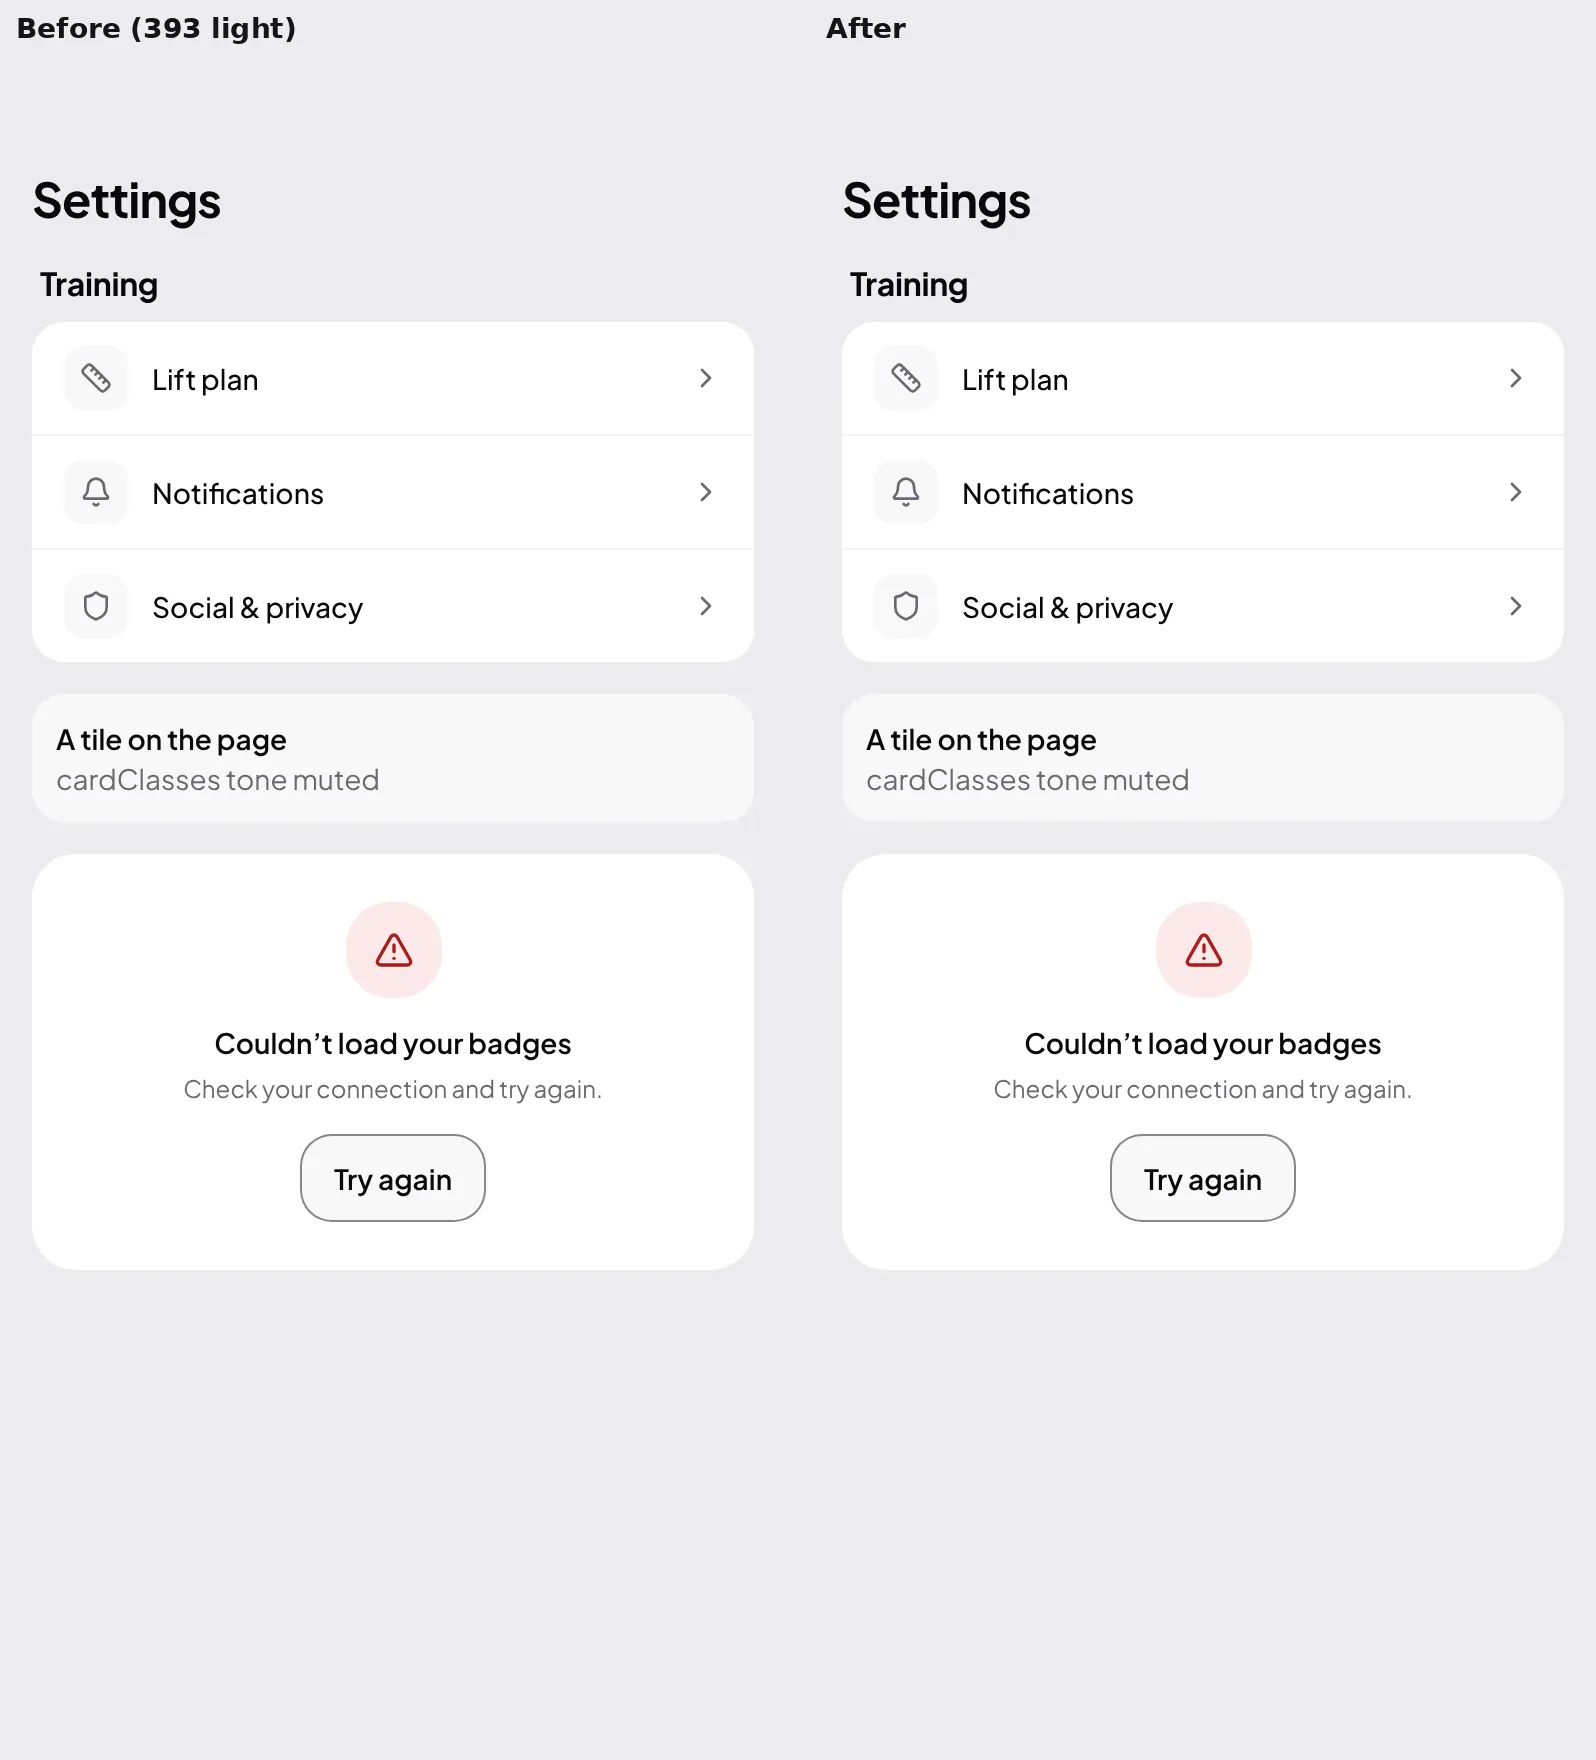 Before (393 light)
After
Settings
Training
Lift plan
Notifications
Social & privacy
A tile on the page
cardClasses tone muted
Couldn’t load your badges
Check your connection and try again.
Try again
Settings
Training
Lift plan
Notifications
Social & privacy
A tile on the page
cardClasses tone muted
Couldn’t load your badges
Check your connection and try again.
Try again